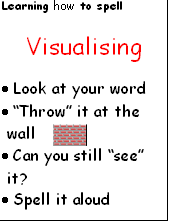 Learning how to spell
Visualising
• Look at your word
• "Throw" it at the
wall
• Can you still "see"
it?
• Spell it aloud